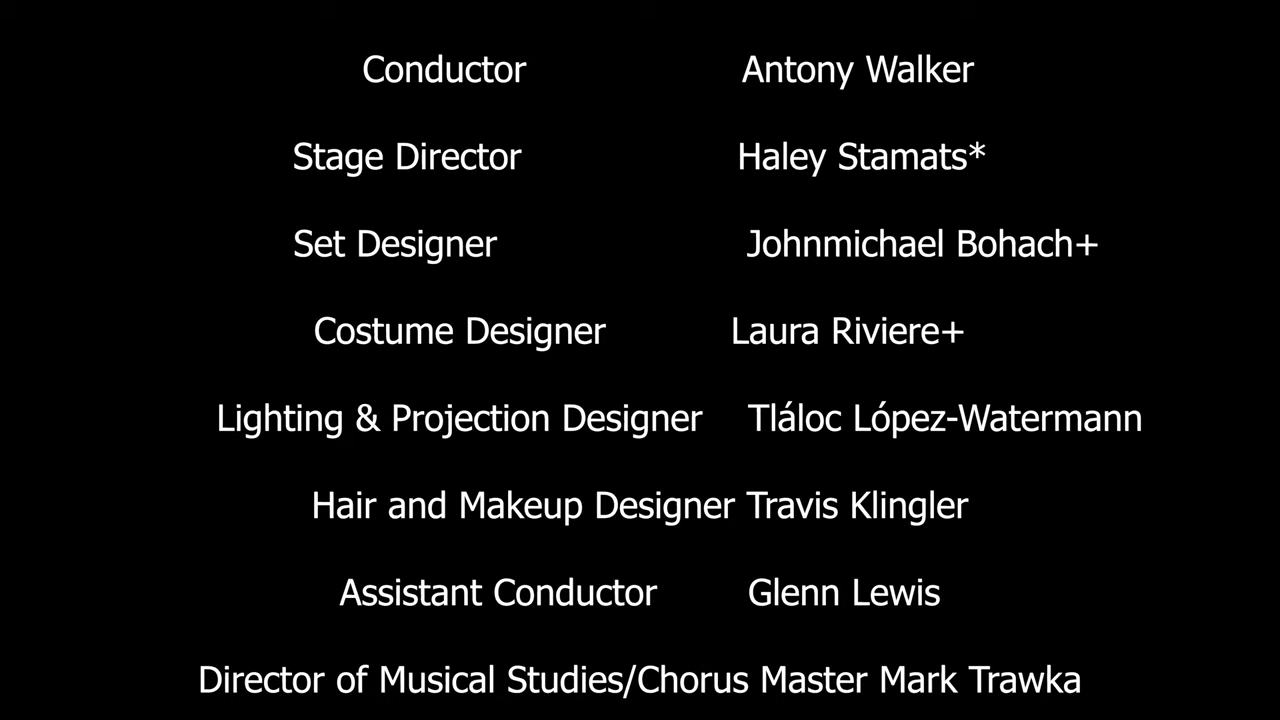 Conductor Antony Walker
Stage Director Haley Stamats*
Set Designer Johnmichael Bohach+
Costume Designer Laura Riviere+
Lighting & Projection Designer Tláloc López-Watermann
Hair and Makeup Designer Travis Klingler
Assistant Conductor Glenn Lewis
Director of Musical Studies/Chorus Master Mark Trawka